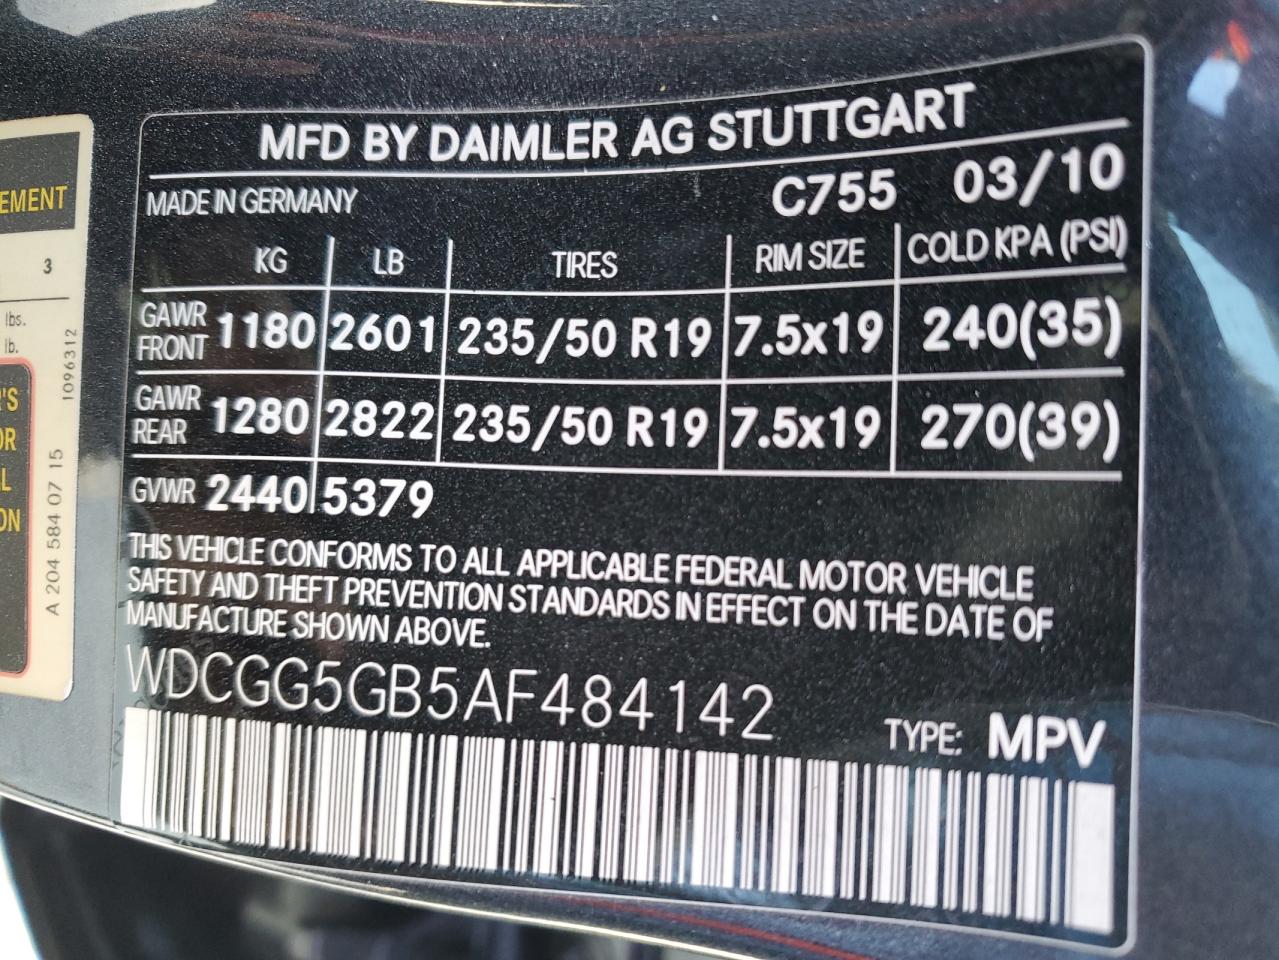 MFD BY DAIMLER AG STUTTGART
MADE IN GERMANY C755 03/10
KG LB TIRES RIM SIZE COLD KPA (PSI)
GAWR FRONT 1180 2601 235/50 R19 7.5x19 240(35)
GAWR REAR 1280 2822 235/50 R19 7.5x19 270(39)
GVWR 2440 5379
THIS VEHICLE CONFORMS TO ALL APPLICABLE FEDERAL MOTOR VEHICLE
SAFETY AND THEFT PREVENTION STANDARDS IN EFFECT ON THE DATE OF
MANUFACTURE SHOWN ABOVE.
WDCGG5GB5AF484142
TYPE: MPV
EMENT
3
lbs.
lb.
'S
OR
L
ON
A 204 584 07 15 1096312